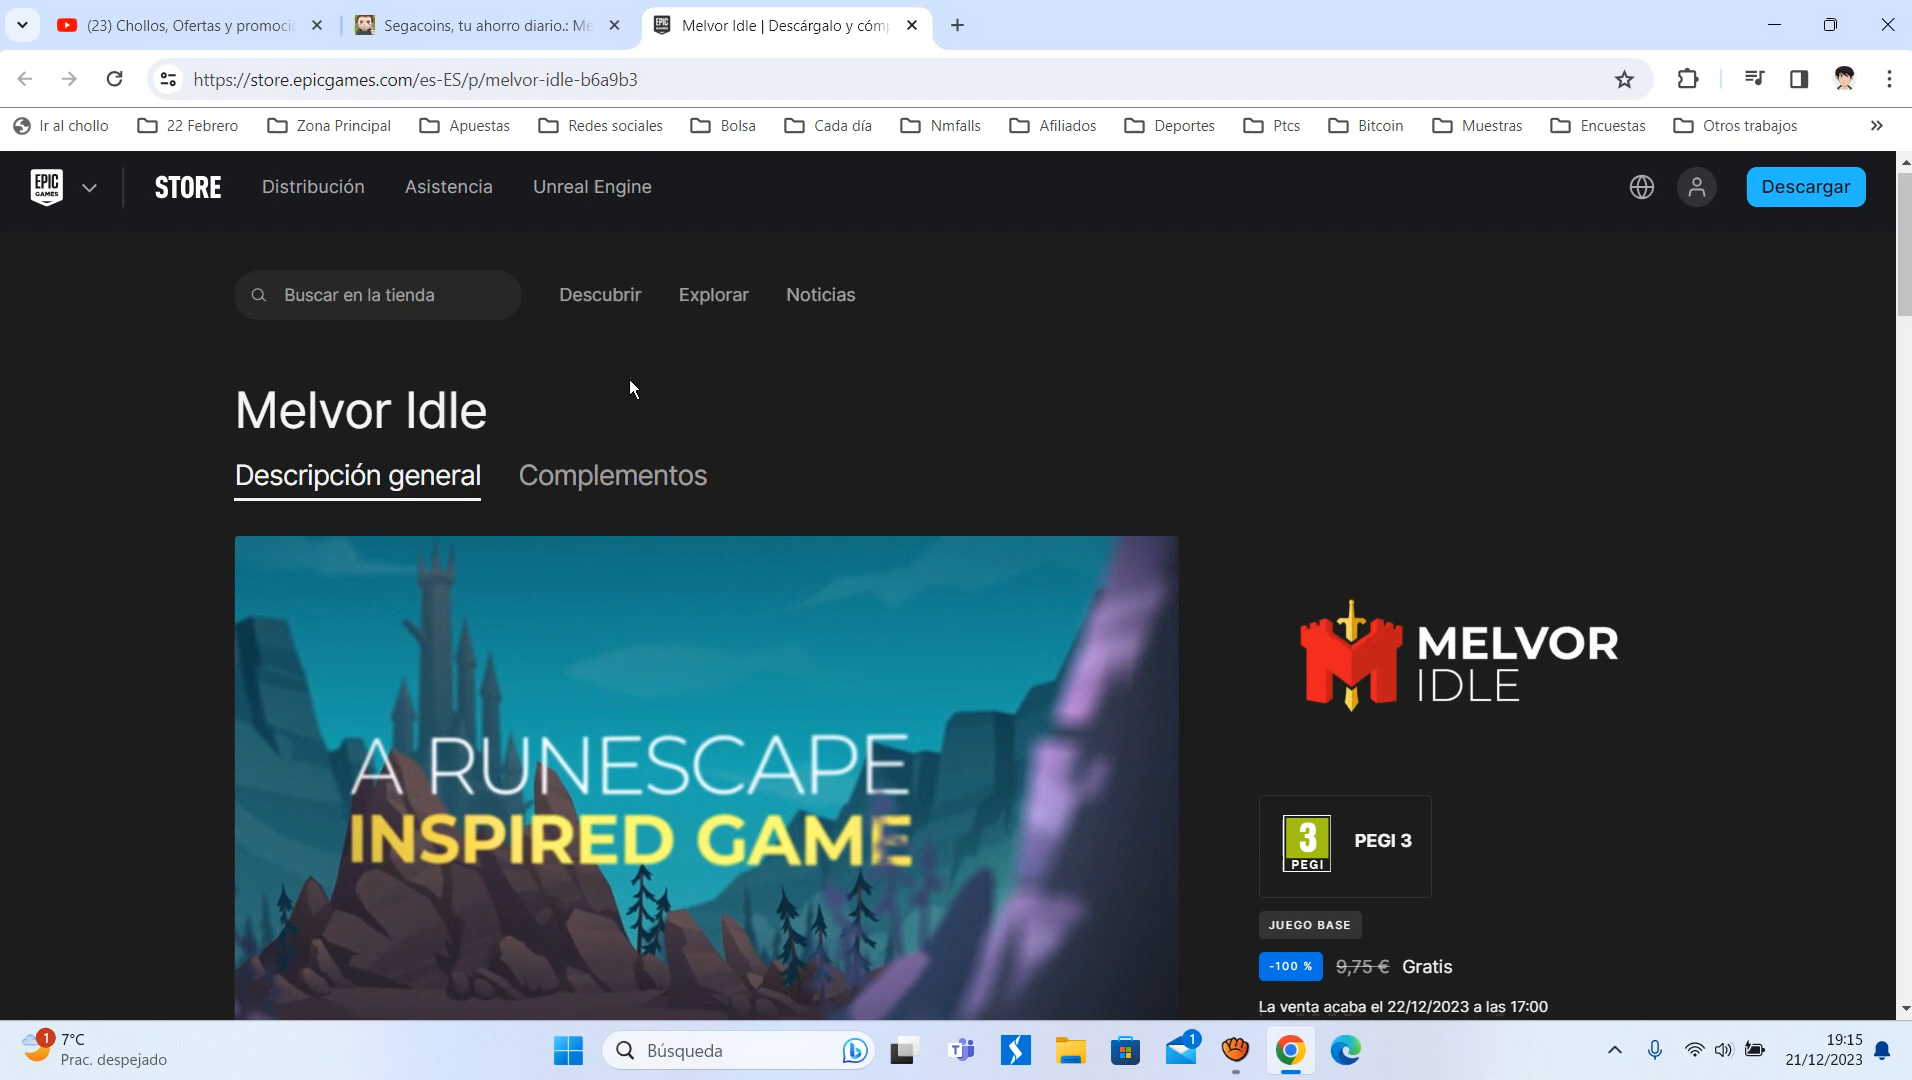 (23) Chollos, Ofertas y promocic
Segacoins, tu ahorro diario.: Me
Melvor Idle | Descárgalo y cómp
https://store.epicgames.com/es-ES/p/melvor-idle-b6a9b3
Ir al chollo
22 Febrero
Zona Principal
Apuestas
Redes sociales
Bolsa
Cada día
Nmfalls
Afiliados
Deportes
Ptcs
Bitcoin
Muestras
Encuestas
Otros trabajos
»
EPIC
GAMES
STORE
Distribución
Asistencia
Unreal Engine
Descargar
Buscar en la tienda
Descubrir
Explorar
Noticias
Melvor Idle
Descripción general
Complementos
A RUNESCAPE
INSPIRED GAME
MELVOR
IDLE
3
PEGI
PEGI 3
JUEGO BASE
-100 %
9,75 €
Gratis
La venta acaba el 22/12/2023 a las 17:00
1
7°C
Prac. despejado
Búsqueda
1
19:15
21/12/2023